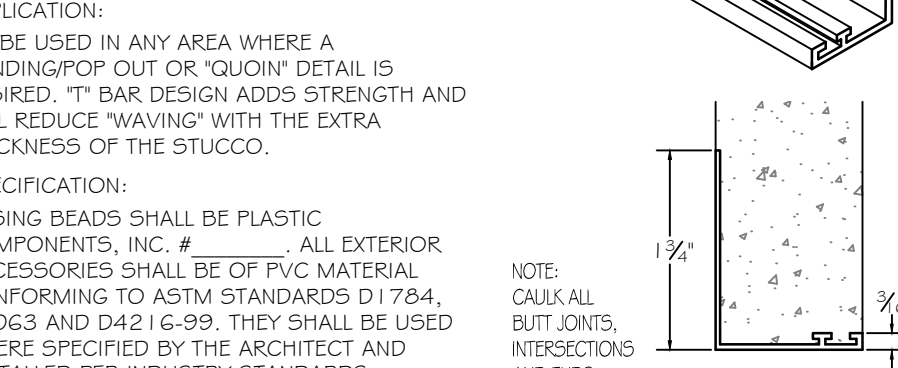 PLICATION:
BE USED IN ANY AREA WHERE A
NDING/POP OUT OR "QUOIN" DETAIL IS
SIRED. "T" BAR DESIGN ADDS STRENGTH AND
L REDUCE "WAVING" WITH THE EXTRA
CKNESS OF THE STUCCO.
ECIFICATION:
SING BEADS SHALL BE PLASTIC
MPONENTS, INC. #________. ALL EXTERIOR
CESSORIES SHALL BE OF PVC MATERIAL
NFORMING TO ASTM STANDARDS D1784,
D63 AND D4216-99. THEY SHALL BE USED
ERE SPECIFIED BY THE ARCHITECT AND
NOTE:
CAULK ALL
BUTT JOINTS,
INTERSECTIONS
1 3/4"